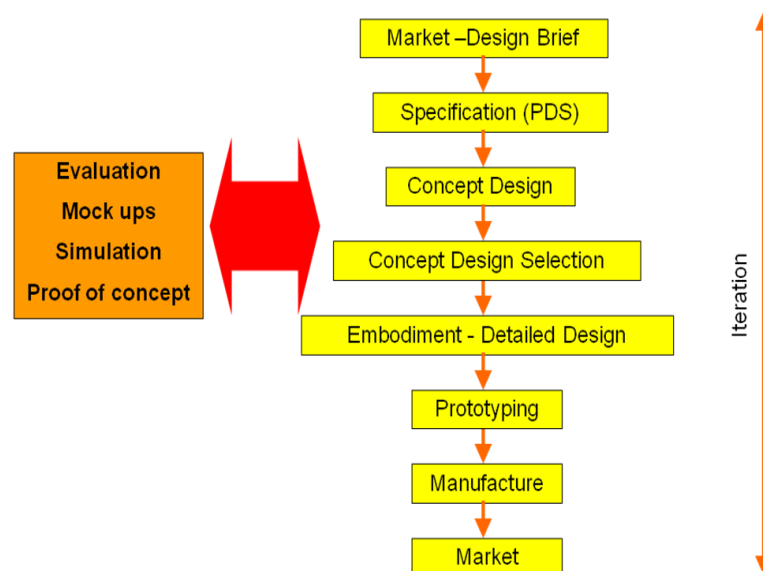 Market –Design Brief
Specification (PDS)
Concept Design
Concept Design Selection
Embodiment - Detailed Design
Prototyping
Manufacture
Market
Evaluation
Mock ups
Simulation
Proof of concept
Iteration